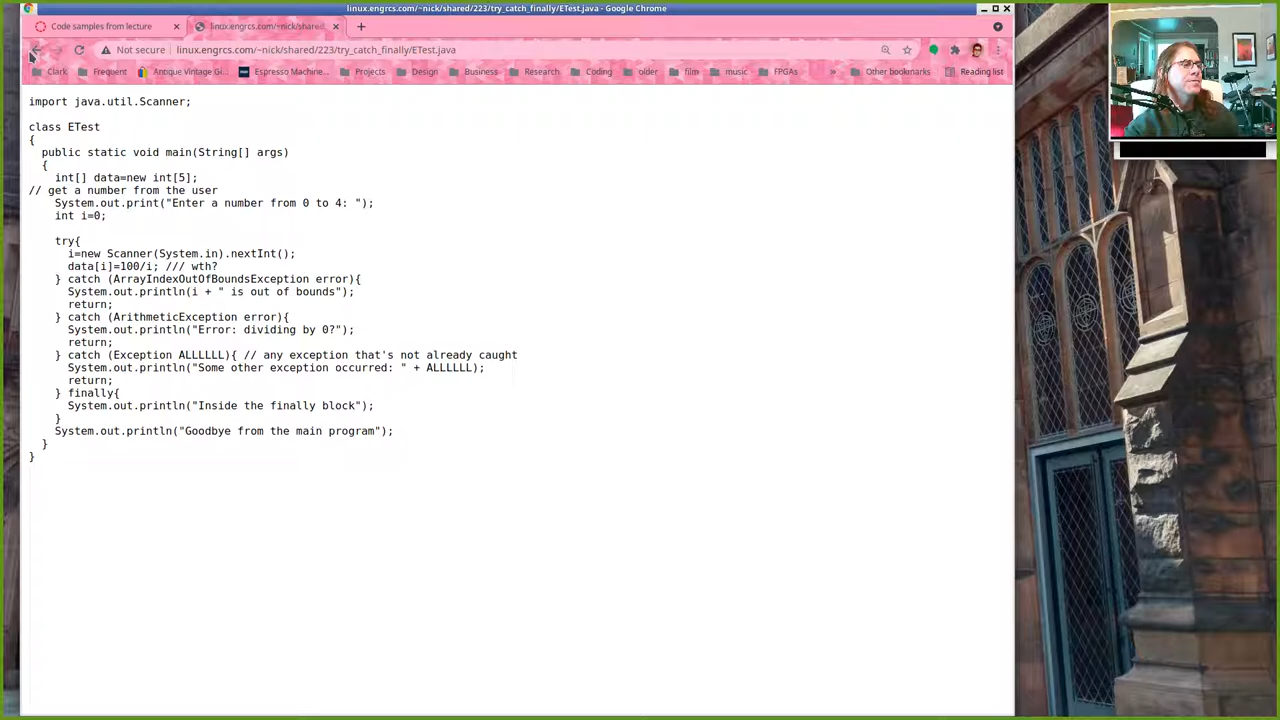 linux.engrcs.com/~nick/shared/223/try_catch_finally/ETest.java - Google Chrome
Code samples from lecture
linux.engrcs.com/~nick/shared
Not secure
linux.engrcs.com/~nick/shared/223/try_catch_finally/ETest.java
Clark Frequent Antique Vintage Gi... Espresso Machine... Projects Design Business Research Coding older film music FPGAs » Other bookmarks Reading list
import java.util.Scanner;
class ETest
{
public static void main(String[] args)
{
int[] data=new int[5];
// get a number from the user
System.out.print("Enter a number from 0 to 4: ");
int i=0;
try{
i=new Scanner(System.in).nextInt();
data[i]=100/i; /// wth?
} catch (ArrayIndexOutOfBoundsException error){
System.out.println(i + " is out of bounds");
return;
} catch (ArithmeticException error){
System.out.println("Error: dividing by 0?");
return;
} catch (Exception ALLLLLL){ // any exception that's not already caught
System.out.println("Some other exception occurred: " + ALLLLLL);
return;
} finally{
System.out.println("Inside the finally block");
}
System.out.println("Goodbye from the main program");
}
}